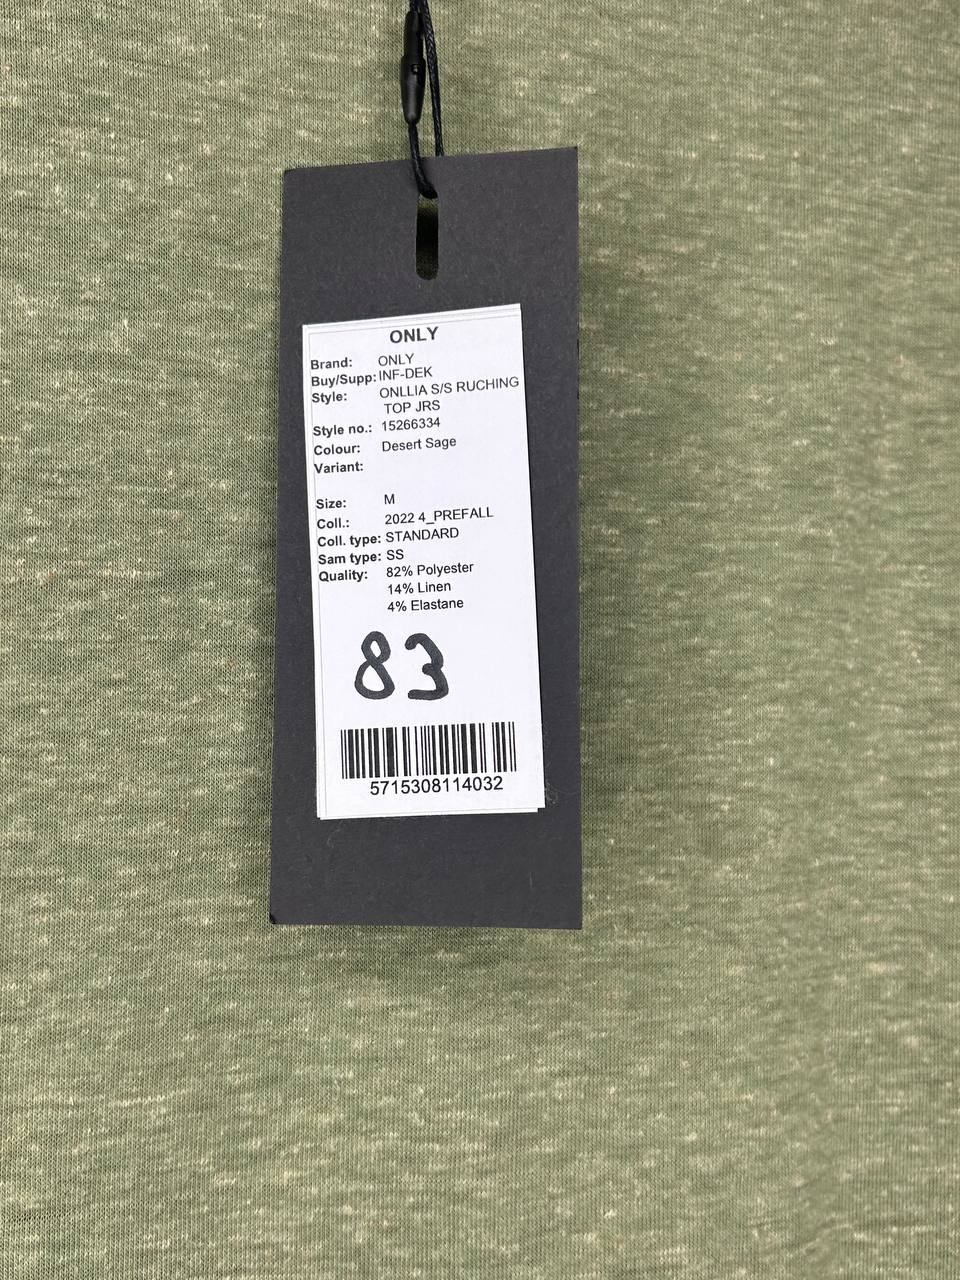 ONLY
Brand: ONLY
Buy/Supp: INF-DEK
Style: ONLLIA S/S RUCHING
TOP JRS
Style no.: 15266334
Colour: Desert Sage
Variant:
Size: M
Coll.: 2022 4_PREFALL
Coll. type: STANDARD
Sam type: SS
Quality: 82% Polyester
14% Linen
4% Elastane
83
5715308114032